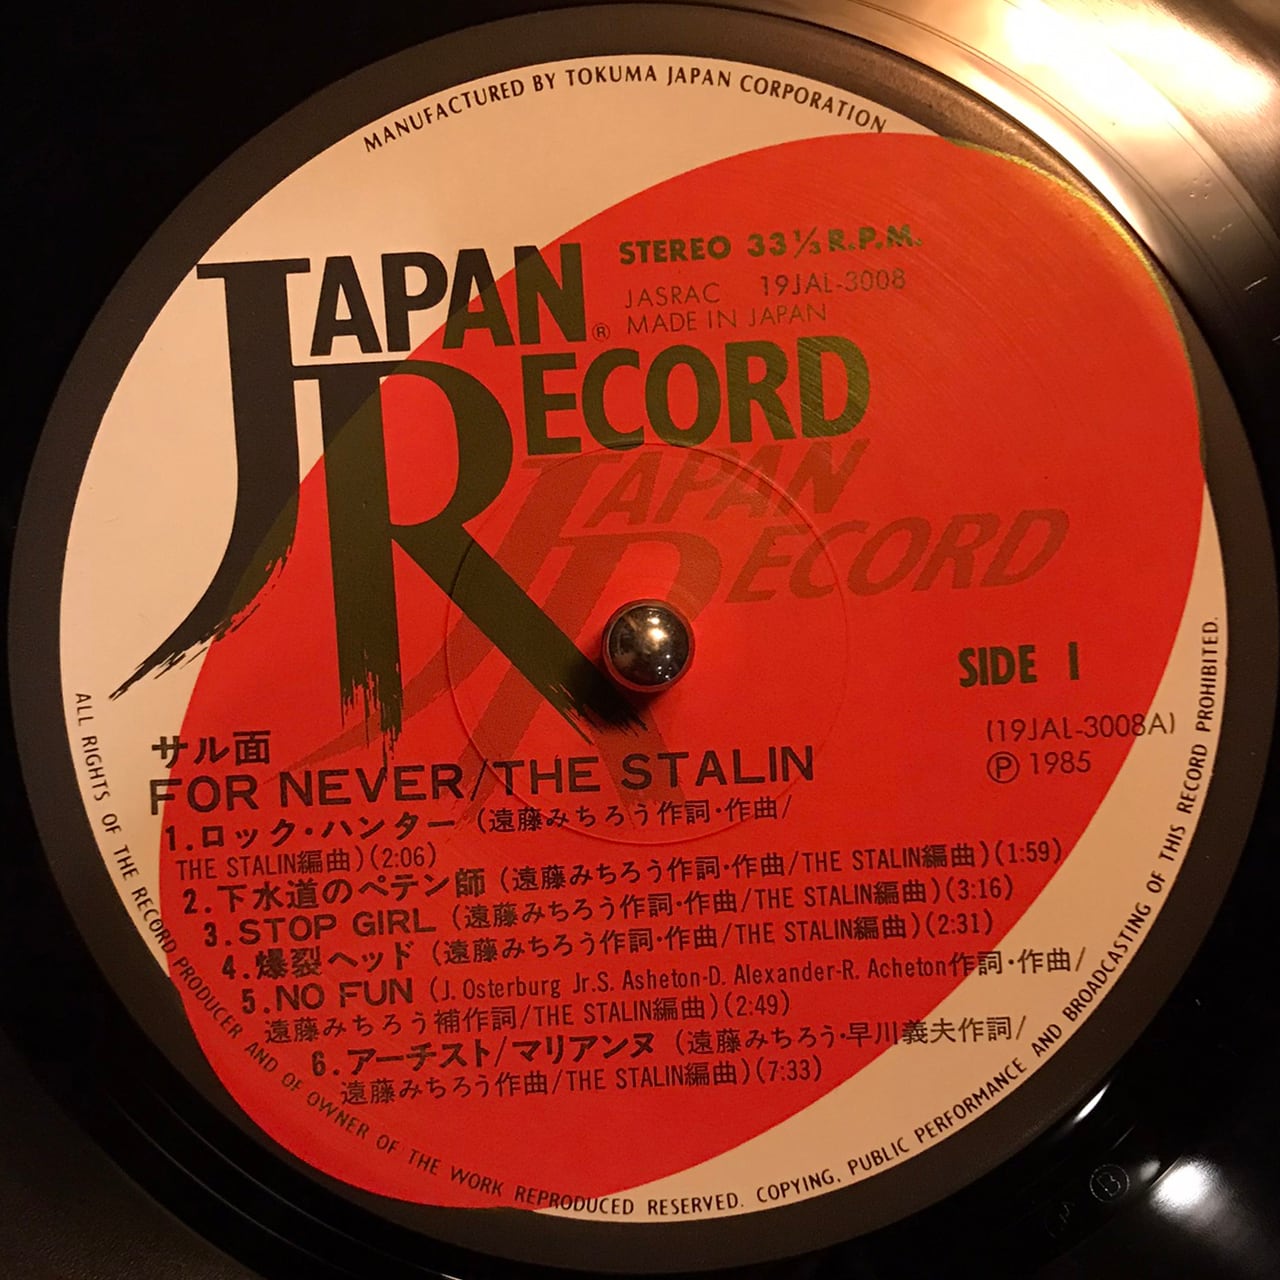 MANUFACTURED BY TOKUMA JAPAN CORPORATION
JAPAN
RECORD
®
STEREO 33 1/3 R.P.M.
JASRAC 19JAL-3008
MADE IN JAPAN
JAPAN
RECORD
SIDE 1
(19JAL-3008A)
Ⓟ 1985
サル面
FOR NEVER/THE STALIN
1.ロック・ハンター (遠藤みちろう作詞・作曲/
THE STALIN編曲)(2:06)
2.下水道のペテン師 (遠藤みちろう作詞・作曲/THE STALIN編曲)(1:59)
3.STOP GIRL (遠藤みちろう作詞・作曲/THE STALIN編曲)(3:16)
4.爆裂ヘッド (遠藤みちろう作詞・作曲/THE STALIN編曲)(2:31)
5.NO FUN (J. Osterburg Jr.S. Asheton-D. Alexander-R. Acheton作詞・作曲/
遠藤みちろう補作詞/THE STALIN編曲)(2:49)
6.アーチスト/マリアンヌ (遠藤みちろう・早川義夫作詞/
遠藤みちろう作曲/THE STALIN編曲)(7:33)
ALL RIGHTS OF THE RECORD PRODUCER AND OF OWNER OF THE WORK REPRODUCED RESERVED. COPYING, PUBLIC PERFORMANCE AND BROADCASTING OF THIS RECORD PROHIBITED.